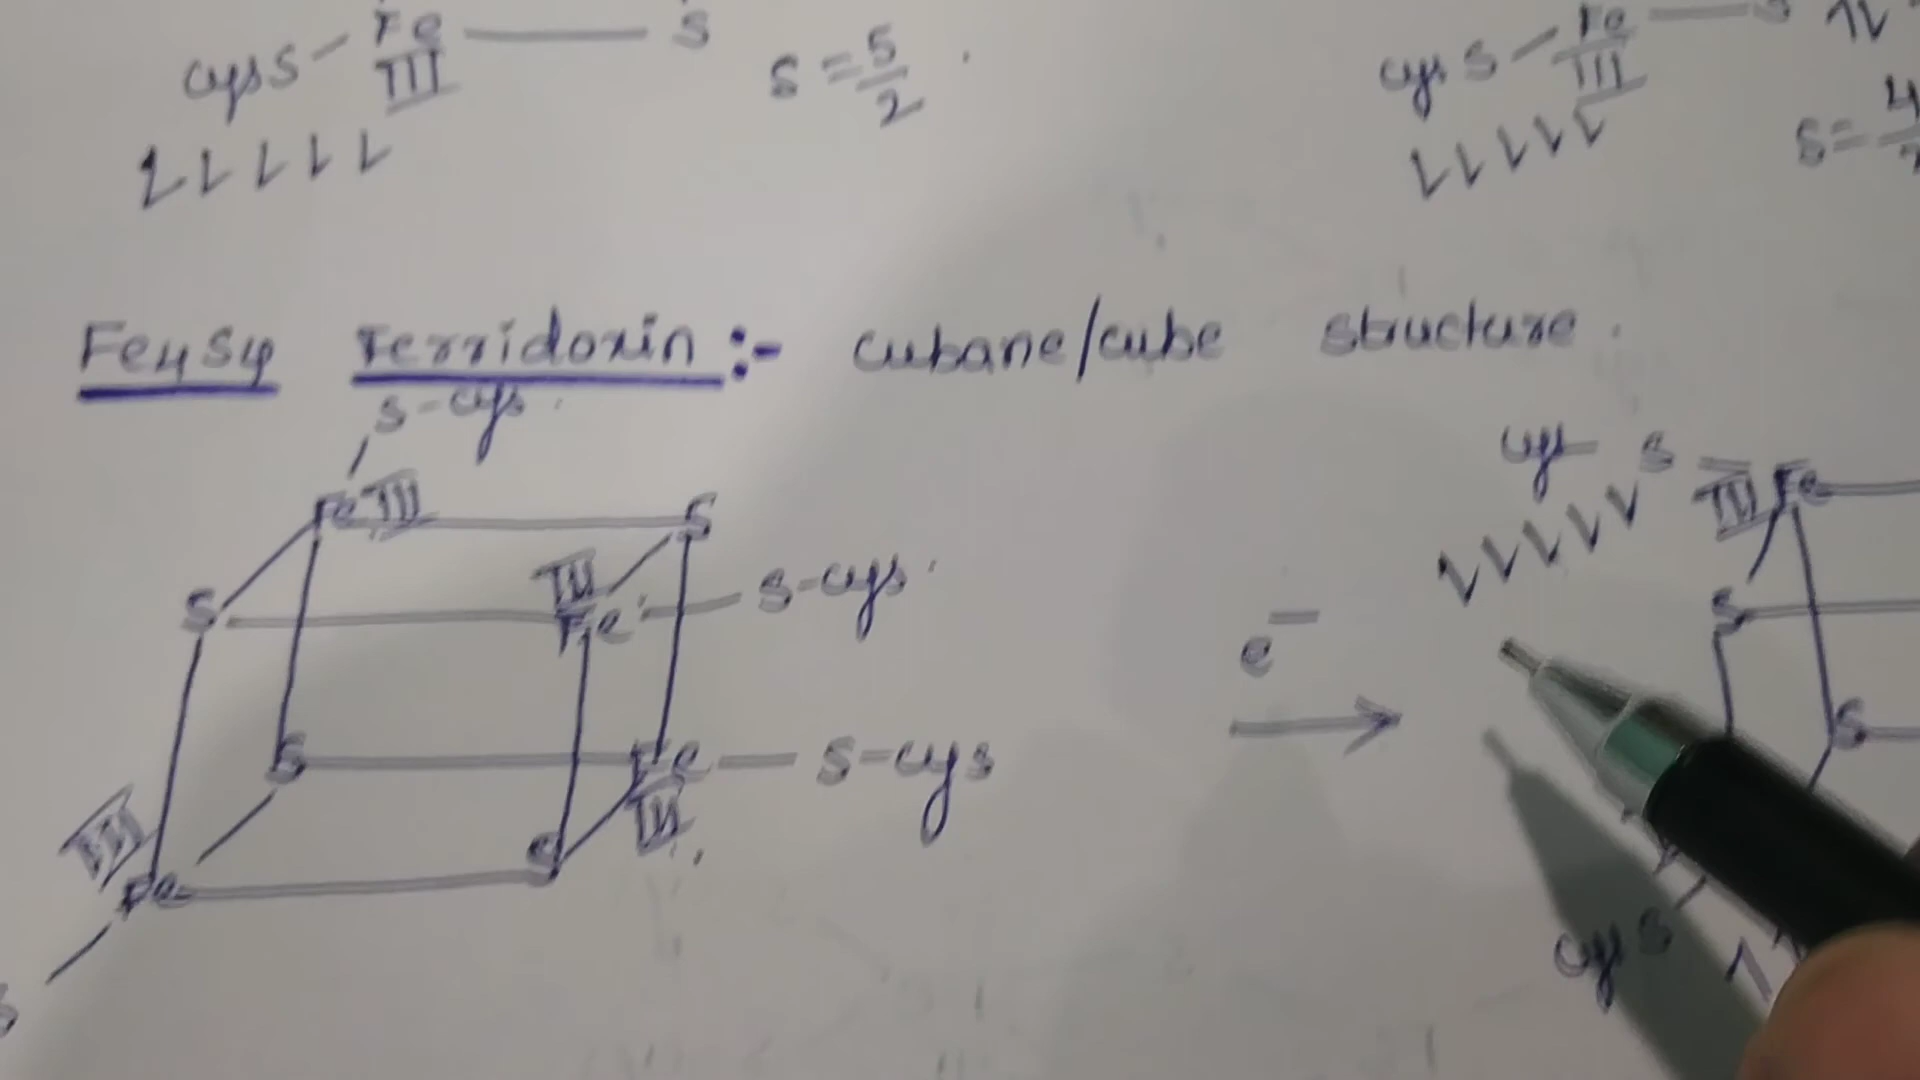 cys S Fe S
III
S = 5/2
cys S Fe S
III
S =
Fe4S4 Ferridoxin :- cubane/cube structure.
S-cys
Fe III S
III
S Fe S-cys
e-
S Fe S-cys
III
III
Fe S
cys S Fe
III
S
S
cys S